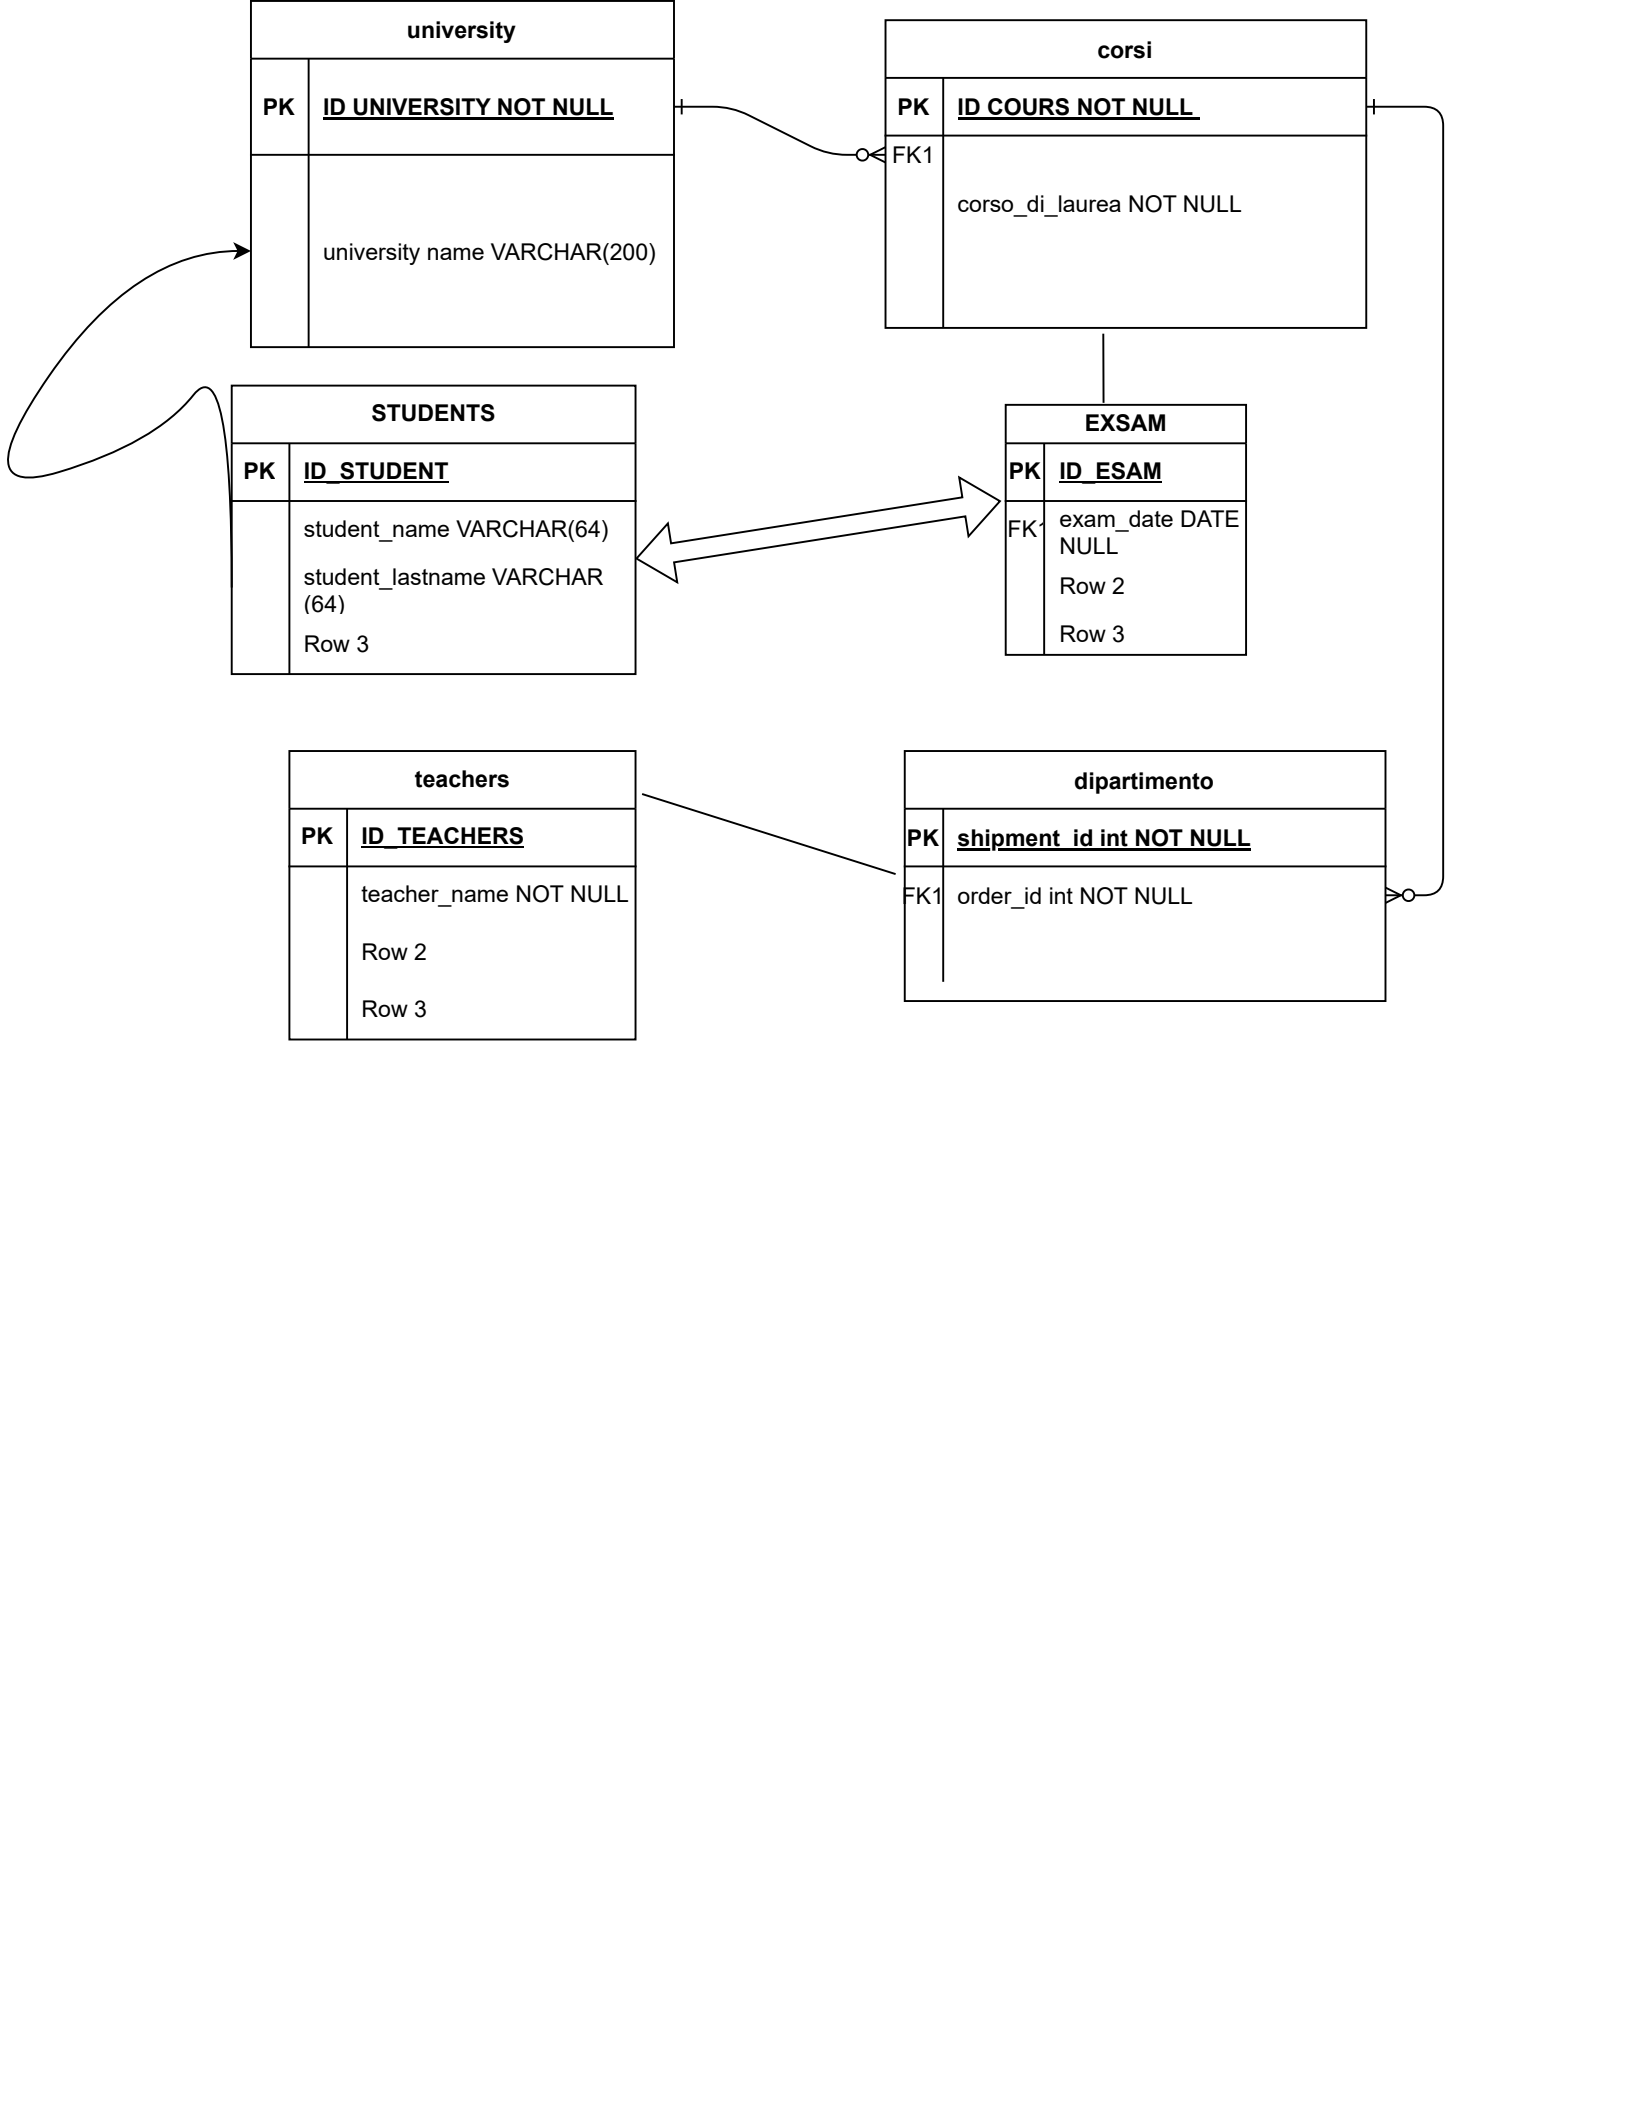 university
PK ID UNIVERSITY NOT NULL
university name VARCHAR(200)
corsi
PK ID COURS NOT NULL
FK1
corso_di_laurea NOT NULL
STUDENTS
PK ID_STUDENT
student_name VARCHAR(64)
student_lastname VARCHAR
(64)
Row 3
EXSAM
PK ID_ESAM
FK1 exam_date DATE
NULL
Row 2
Row 3
teachers
PK ID_TEACHERS
teacher_name NOT NULL
Row 2
Row 3
dipartimento
PK shipment_id int NOT NULL
FK1 order_id int NOT NULL